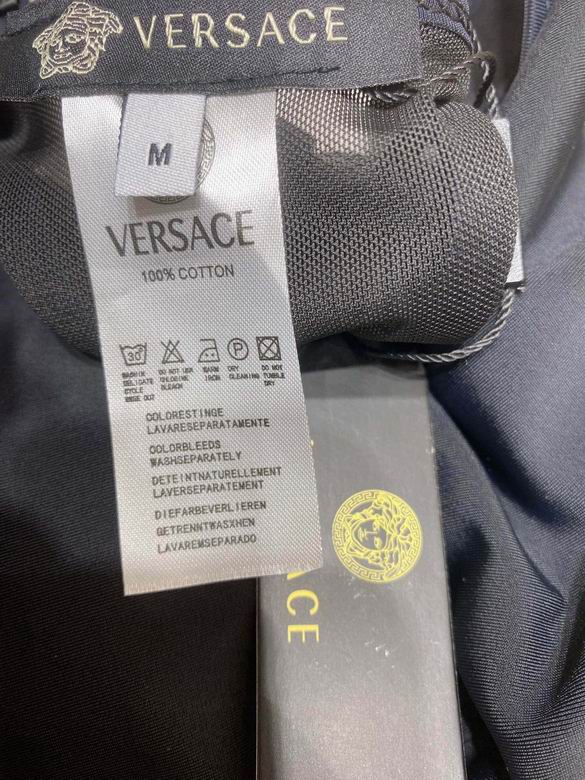 VERSACE
M
VERSACE
100% COTTON
30
WASH IN
DELICATE
CYCLE
RINSE OUT
DO NOT USE
CHLORINE
BLEACH
WARM
IRON
P
DRY
CLEANING
DO NOT
TUMBLE
DRY
COLORESTINGE
LAVARESEPARATAMENTE
COLORBLEEDS
WASHSEPARATELY
DETEINTNATURELLEMENT
LAVERSEPARATEMENT
DIEFARBEVERLIEREN
GETRENNTWASXHEN
LAVAREMSEPARADO
ACE